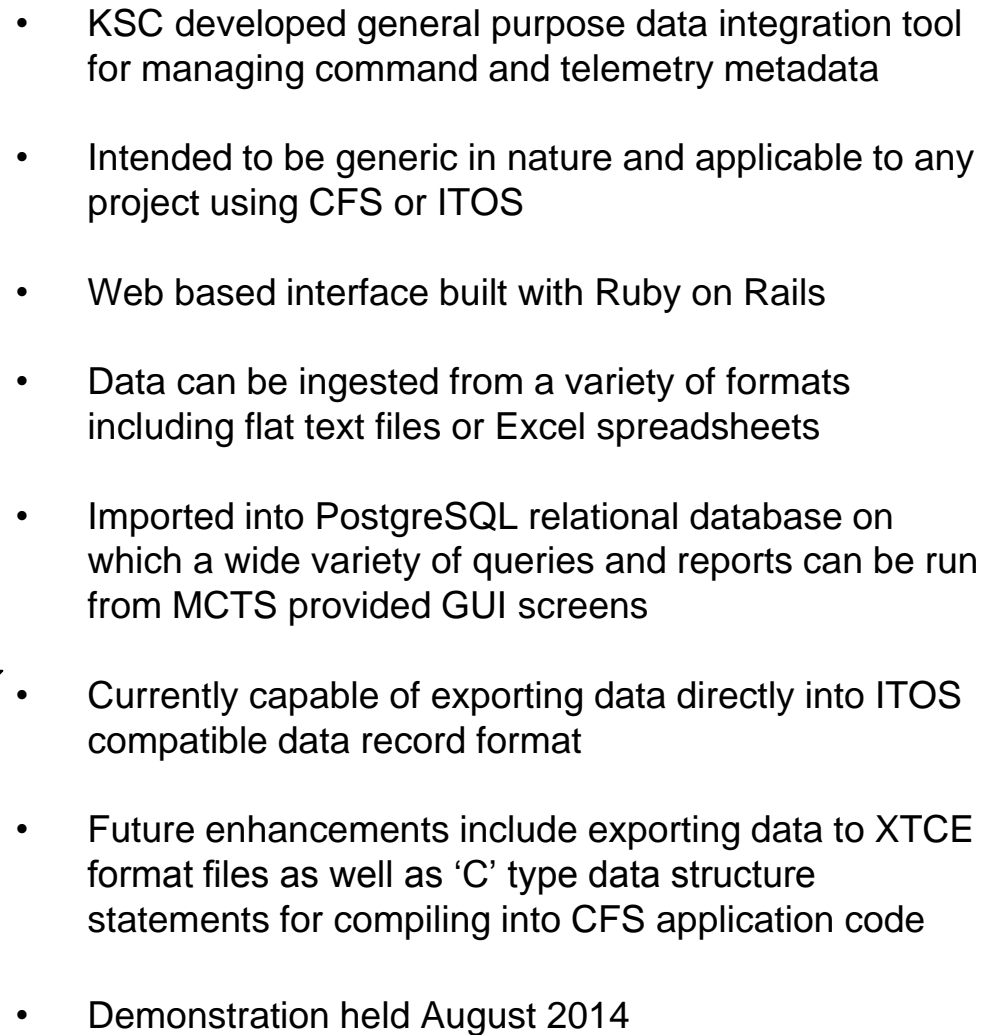 • KSC developed general purpose data integration tool
for managing command and telemetry metadata
• Intended to be generic in nature and applicable to any
project using CFS or ITOS
• Web based interface built with Ruby on Rails
• Data can be ingested from a variety of formats
including flat text files or Excel spreadsheets
• Imported into PostgreSQL relational database on
which a wide variety of queries and reports can be run
from MCTS provided GUI screens
• Currently capable of exporting data directly into ITOS
compatible data record format
• Future enhancements include exporting data to XTCE
format files as well as ‘C’ type data structure
statements for compiling into CFS application code
• Demonstration held August 2014